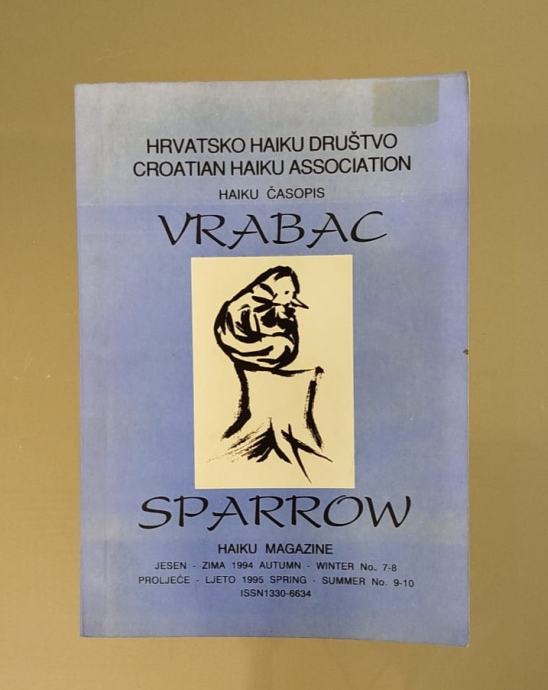 HRVATSKO HAIKU DRUŠTVO
CROATIAN HAIKU ASSOCIATION
HAIKU ČASOPIS
VRABAC
SPARROW
HAIKU MAGAZINE
JESEN - ZIMA 1994 AUTUMN - WINTER No. 7-8
PROLJEĆE - LJETO 1995 SPRING - SUMMER No. 9-10
ISSN1330-6634